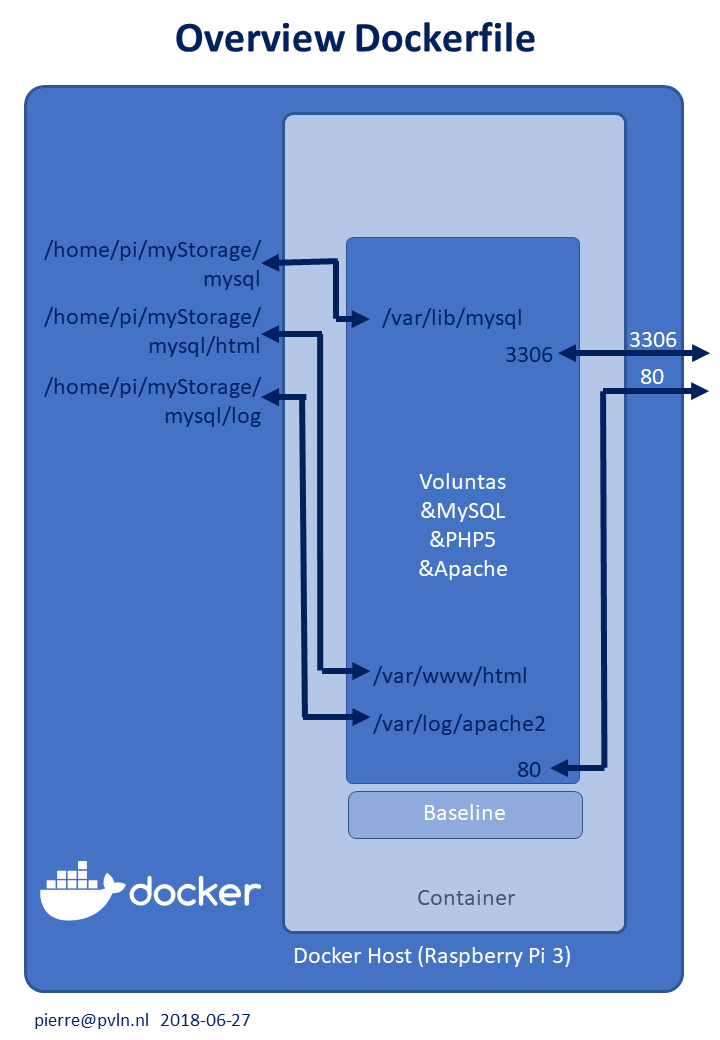 Overview Dockerfile
/home/pi/myStorage/
mysql
/home/pi/myStorage/
mysql/html
/home/pi/myStorage/
mysql/log
/var/lib/mysql
3306
3306
80
Voluntas
&MySQL
&PHP5
&Apache
/var/www/html
/var/log/apache2
80
Baseline
Container
docker
Docker Host (Raspberry Pi 3)
pierre@pvln.nl 2018-06-27